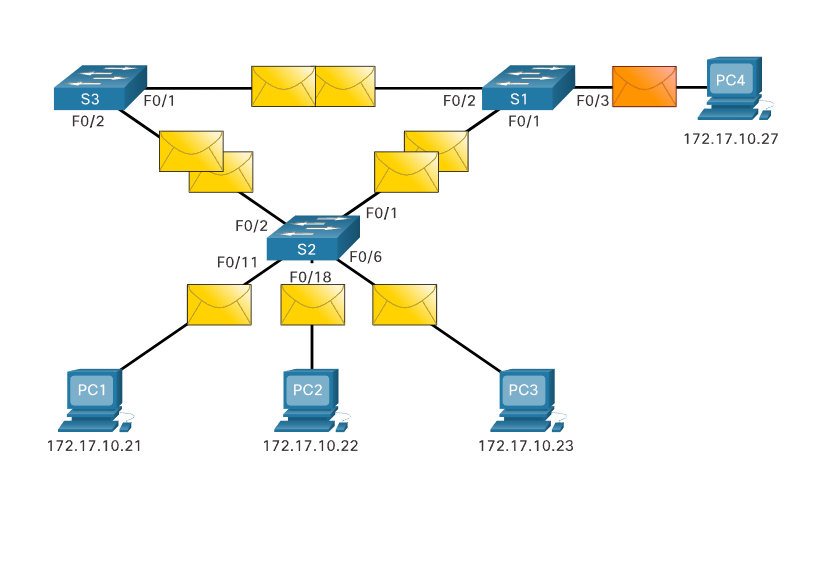 PC4
S3
F0/1
F0/2
S1
F0/3
F0/2
F0/1
172.17.10.27
F0/1
F0/2
S2
F0/11
F0/6
F0/18
PC1
PC2
PC3
172.17.10.21
172.17.10.22
172.17.10.23